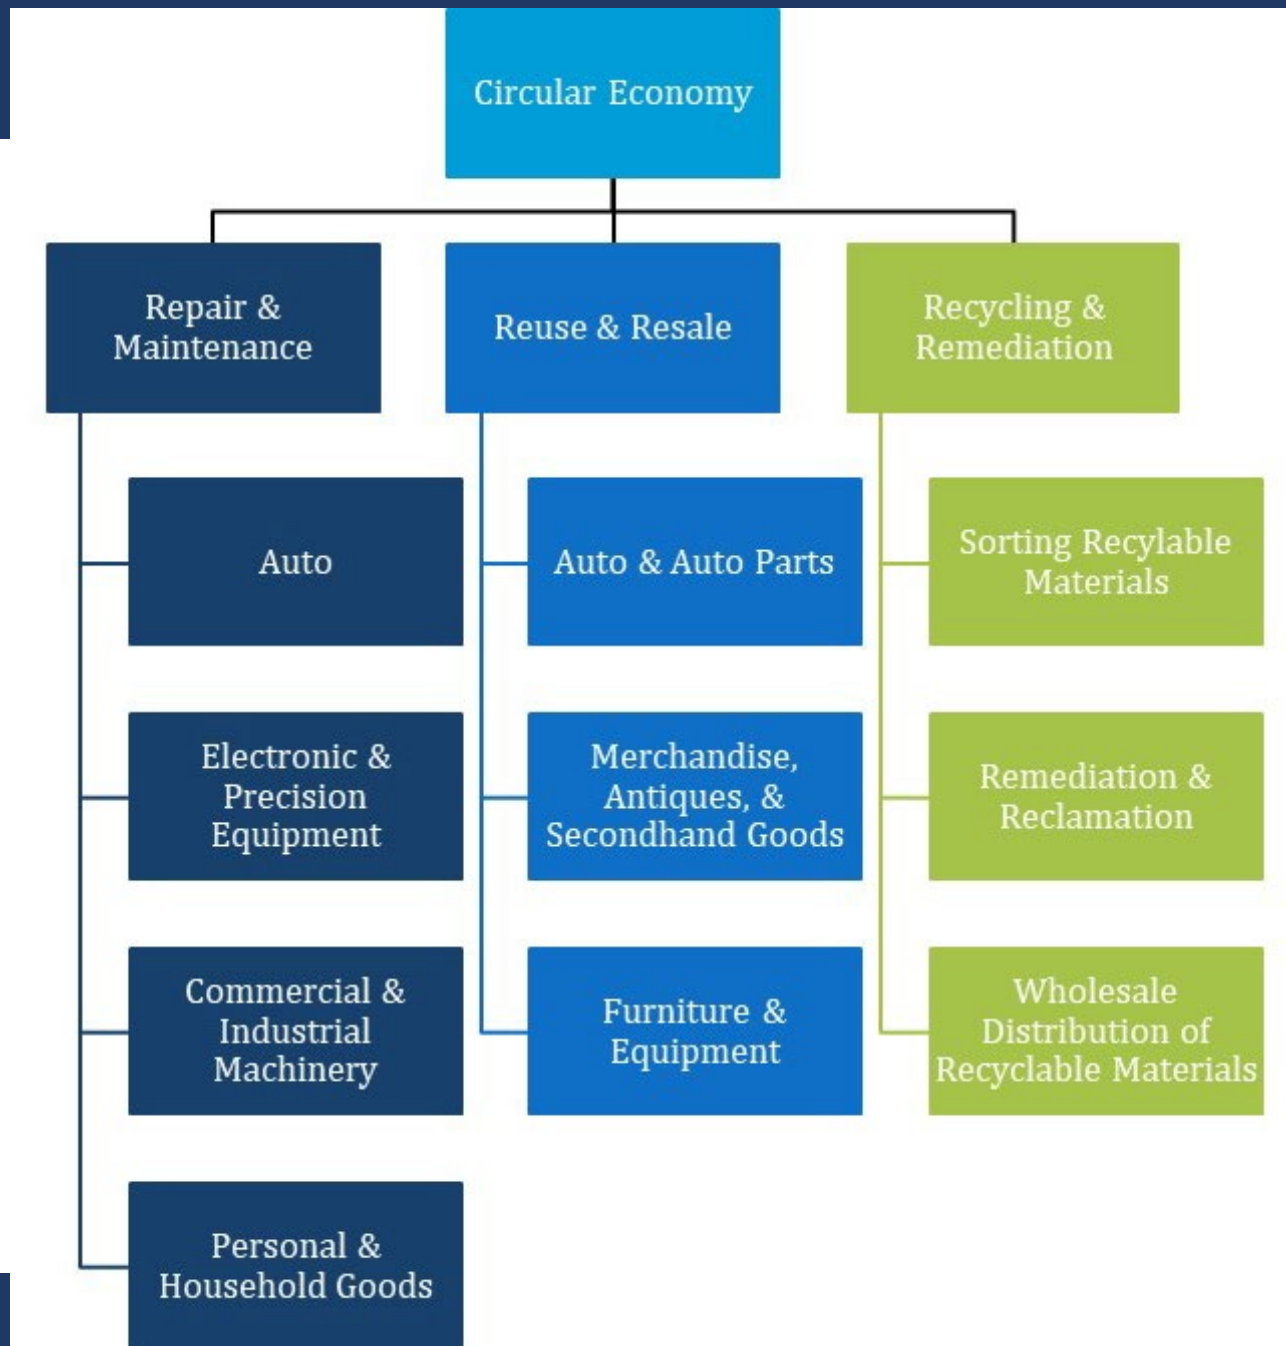 Circular Economy
Repair &
Maintenance
Auto
Electronic &
Precision
Equipment
Commercial &
Industrial
Machinery
Personal &
Household Goods
Reuse & Resale
Auto & Auto Parts
Merchandise,
Antiques, &
Secondhand Goods
Furniture &
Equipment
Recycling &
Remediation
Sorting Recylable
Materials
Remediation &
Reclamation
Wholesale
Distribution of
Recyclable Materials